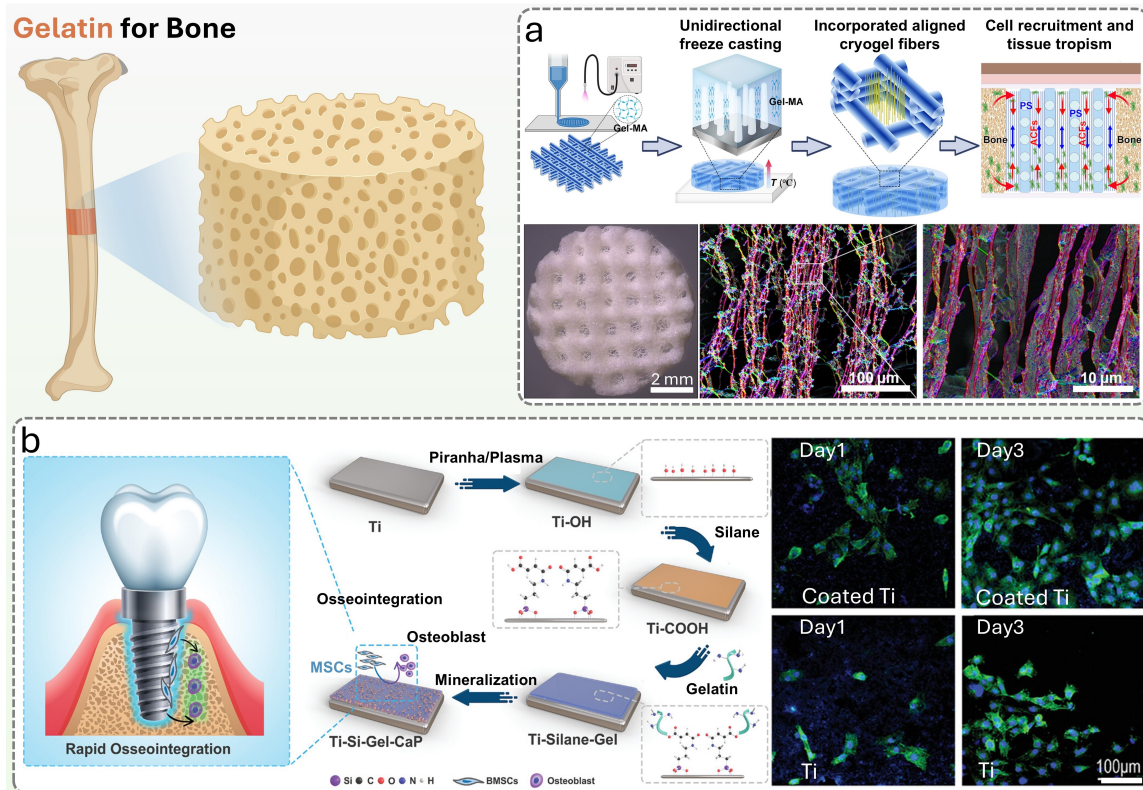 Gelatin for Bone
a
Unidirectional
freeze casting
Incorporated aligned
cryogel fibers
Cell recruitment and
tissue tropism
Gel-MA
Gel-MA
T (°C)
PS
PS
ACFs
ACFs
Bone
Bone
2 mm
100 µm
10 µm
b
Rapid Osseointegration
Ti
Piranha/Plasma
Ti-OH
Silane
Ti-COOH
Gelatin
Ti-Silane-Gel
Mineralization
Ti-Si-Gel-CaP
Osseointegration
Osteoblast
MSCs
Si C O N H BMSCs Osteoblast
Day1
Coated Ti
Day3
Coated Ti
Day1
Ti
Day3
Ti
100µm